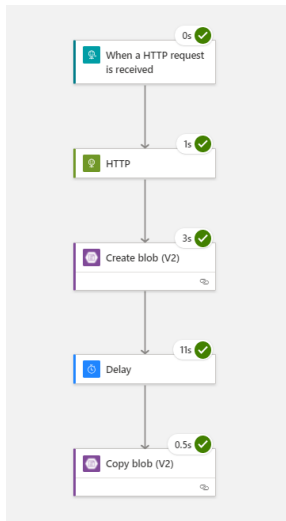 0s
When a HTTP request
is received
1s
HTTP
3s
Create blob (V2)
11s
Delay
0.5s
Copy blob (V2)